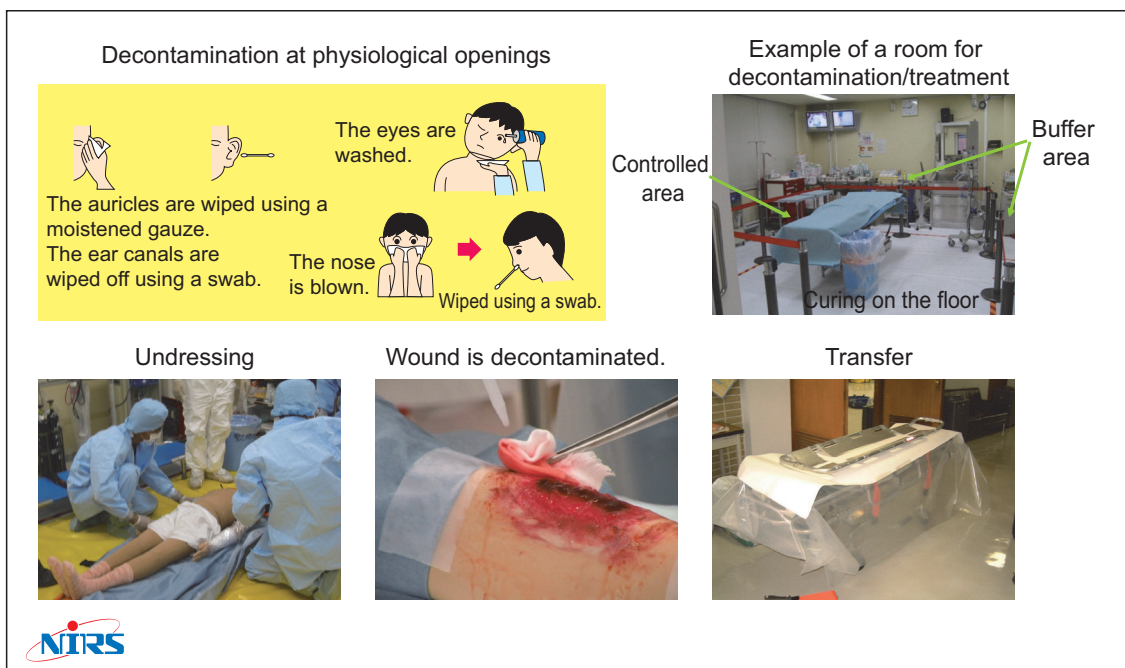 Decontamination at physiological openings
The auricles are wiped using a
moistened gauze.
The ear canals are
wiped off using a swab.
The eyes are
washed.
The nose
is blown.
Wiped using a swab.
Example of a room for
decontamination/treatment
Controlled
area
Buffer
area
Curing on the floor
Undressing
Wound is decontaminated.
Transfer
NIRS